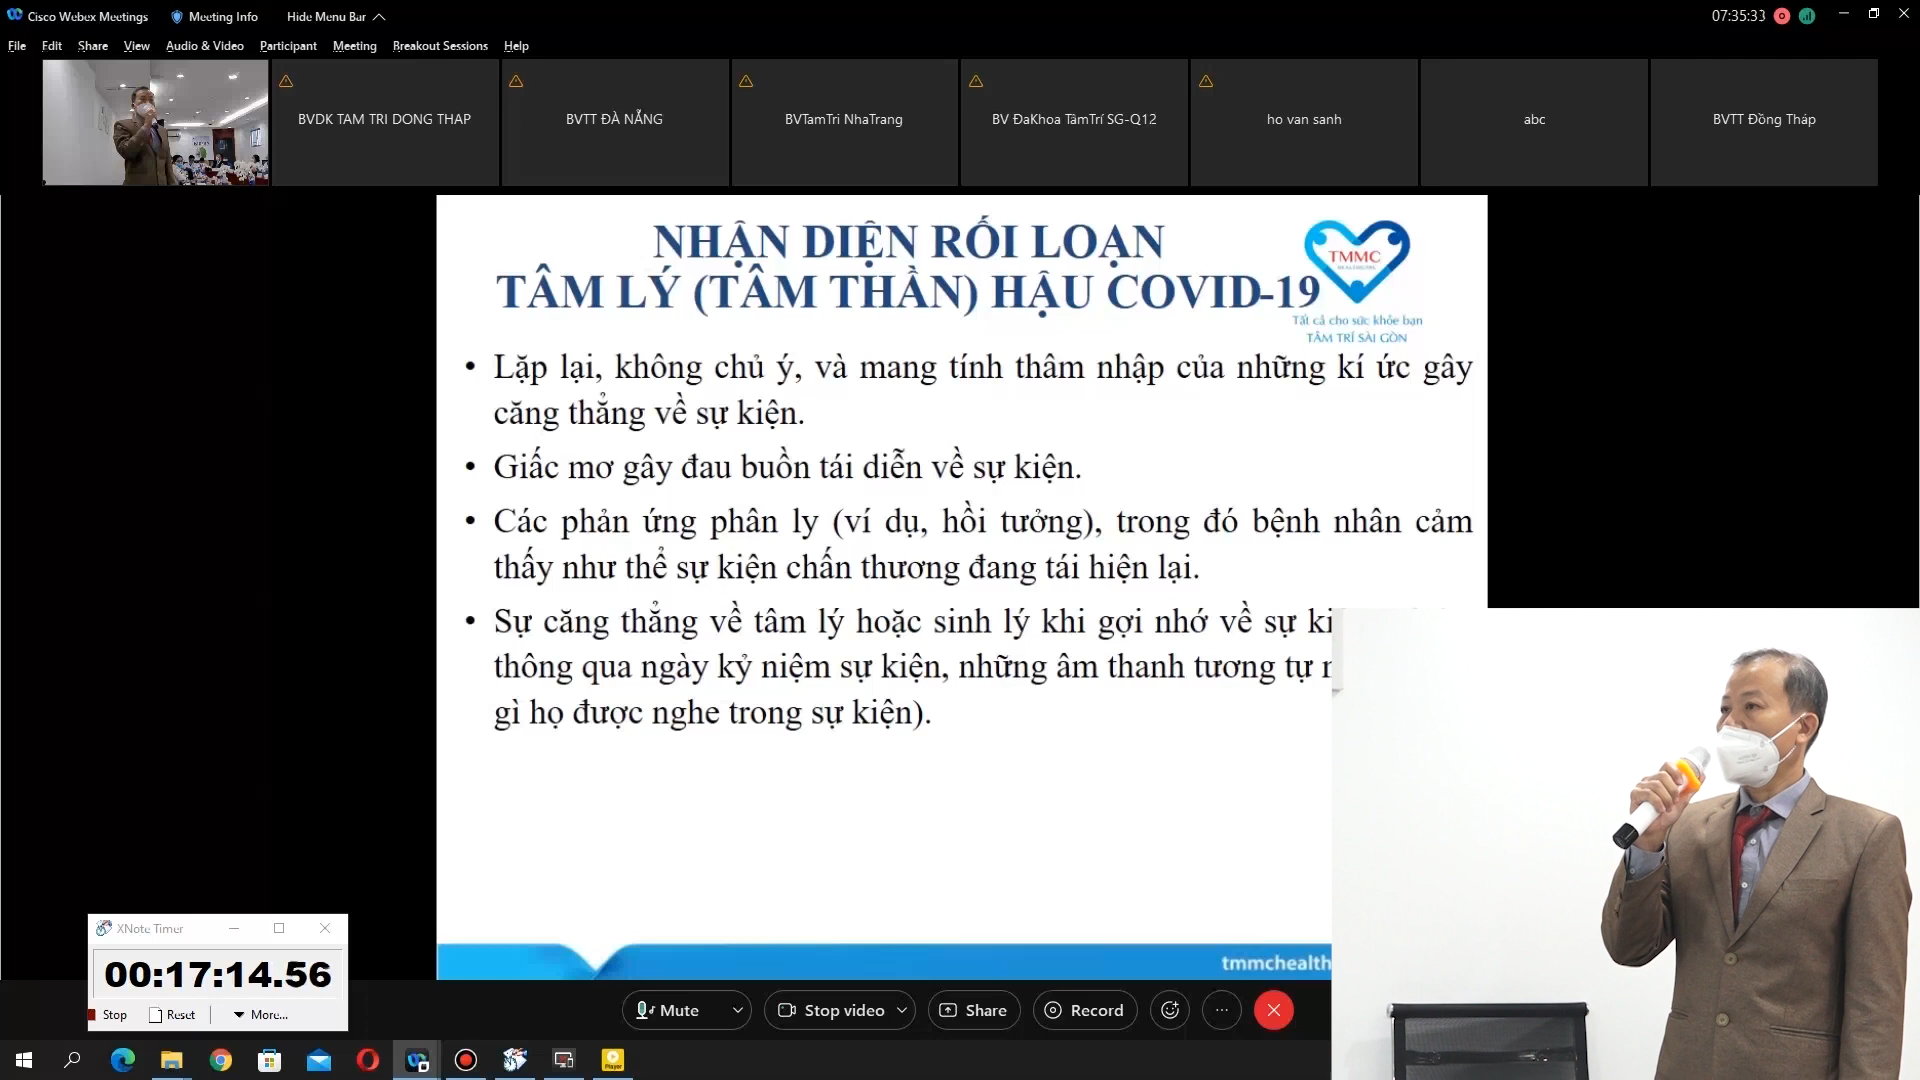 Cisco Webex Meetings
Meeting Info
Hide Menu Bar
07:35:33
File Edit Share View Audio & Video Participant Meeting Breakout Sessions Help
BVDK TAM TRI DONG THAP
BVTT ĐÀ NẴNG
BVTamTri NhaTrang
BV ĐaKhoa TâmTrí SG-Q12
ho van sanh
abc
BVTT Đồng Tháp
NHẬN DIỆN RỐI LOẠN
TÂM LÝ (TÂM THẦN) HẬU COVID-19
TMMC
HEALTHCARE
Tất cả cho sức khỏe bạn
TÂM TRÍ SÀI GÒN
• Lặp lại, không chủ ý, và mang tính thâm nhập của những kí ức gây
căng thẳng về sự kiện.
• Giấc mơ gây đau buồn tái diễn về sự kiện.
• Các phản ứng phân ly (ví dụ, hồi tưởng), trong đó bệnh nhân cảm
thấy như thể sự kiện chấn thương đang tái hiện lại.
• Sự căng thẳng về tâm lý hoặc sinh lý khi gợi nhớ về sự
thông qua ngày kỷ niệm sự kiện, những âm thanh tương tự
gì họ được nghe trong sự kiện).
tmmchealth
XNote Timer
00:17:14.56
Stop Reset More...
Mute
Stop video
Share
Record
Player